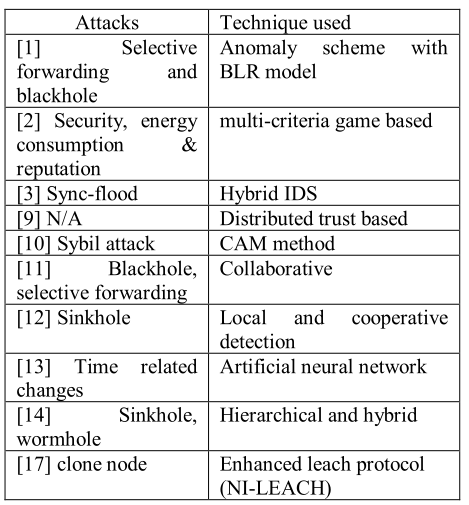 Attacks Technique used
[1] Selective Anomaly scheme with
forwarding and BLR model
blackhole
[2] Security, energy multi-criteria game based
consumption &
reputation
[3] Sync-flood Hybrid IDS
[9] N/A Distributed trust based
[10] Sybil attack CAM method
[11] Blackhole, Collaborative
selective forwarding
[12] Sinkhole Local and cooperative
detection
[13] Time related Artificial neural network
changes
[14] Sinkhole, Hierarchical and hybrid
wormhole
[17] clone node Enhanced leach protocol
(NI-LEACH)